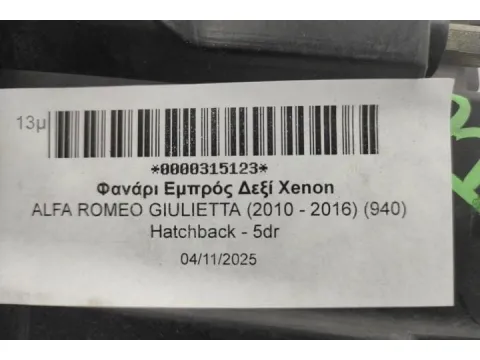 13μ
*0000315123*
Φανάρι Εμπρός Δεξί Xenon
ALFA ROMEO GIULIETTA (2010 - 2016) (940)
Hatchback - 5dr
04/11/2025